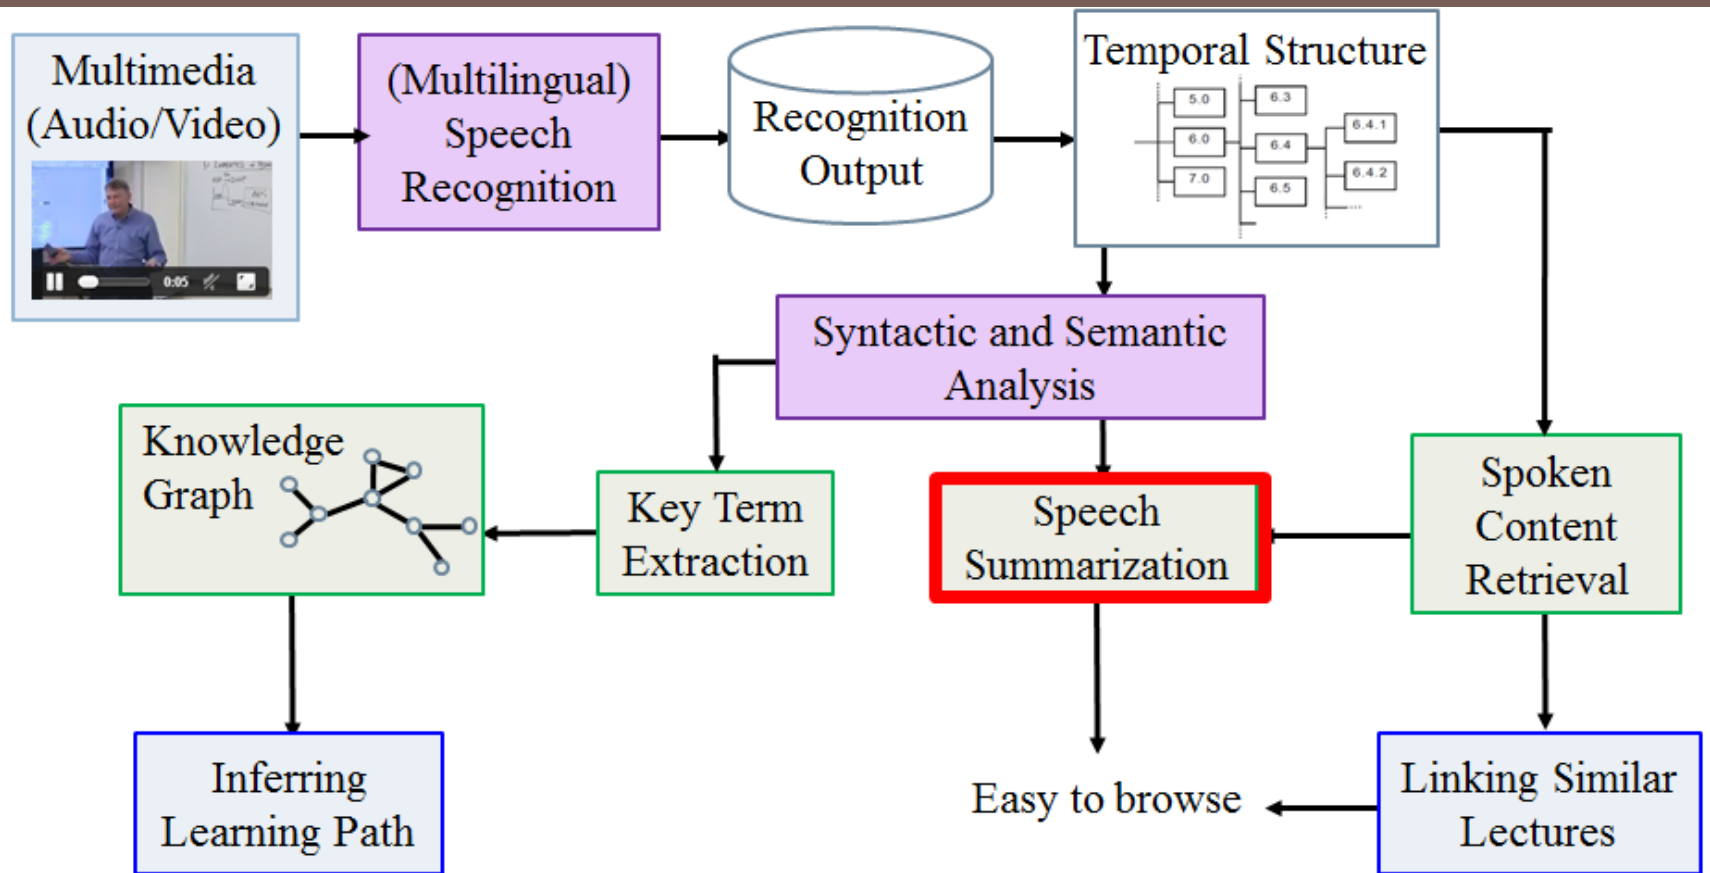 Multimedia
(Audio/Video)
0:05
(Multilingual)
Speech
Recognition
Recognition
Output
Temporal Structure
5.0
6.0
7.0
6.3
6.4
6.5
6.4.1
6.4.2
Syntactic and Semantic
Analysis
Knowledge
Graph
Key Term
Extraction
Speech
Summarization
Spoken
Content
Retrieval
Inferring
Learning Path
Easy to browse
Linking Similar
Lectures